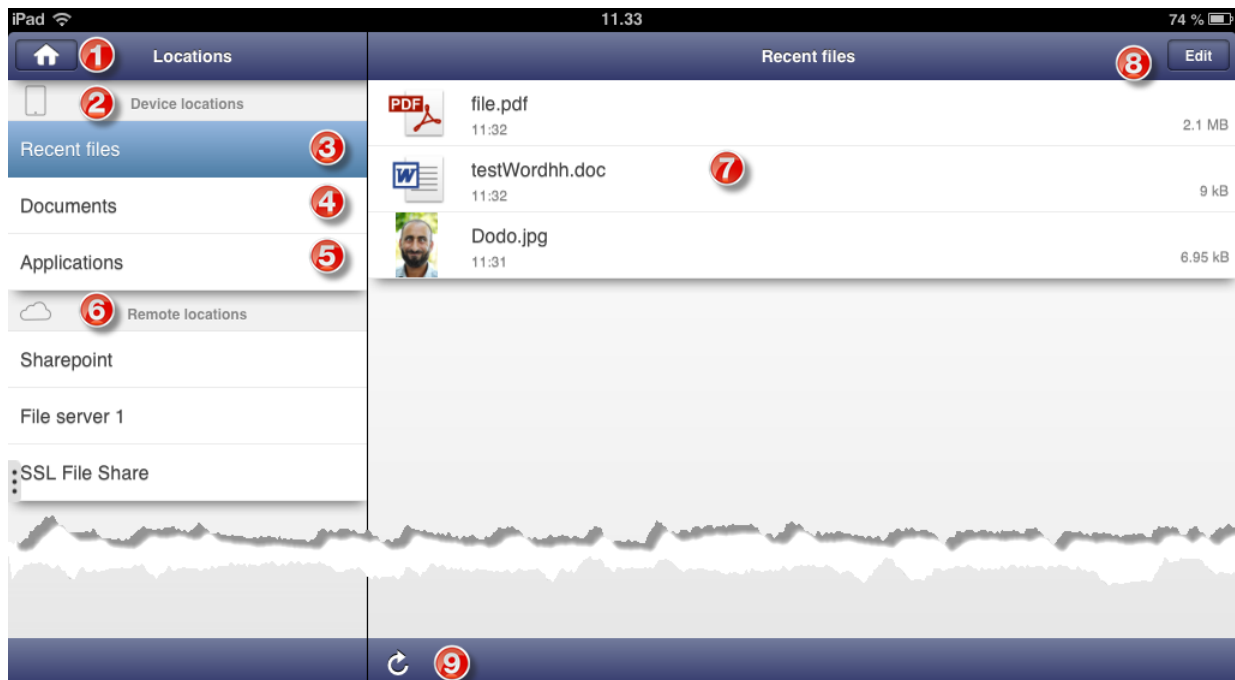 iPad 11.33 74 %
1 Locations Recent files 8 Edit
2 Device locations
Recent files 3
Documents 4
Applications 5
6 Remote locations
Sharepoint
File server 1
SSL File Share
PDF file.pdf
11:32 2.1 MB
W testWordhh.doc 7
11:32 9 kB
Dodo.jpg
11:31 6.95 kB
9